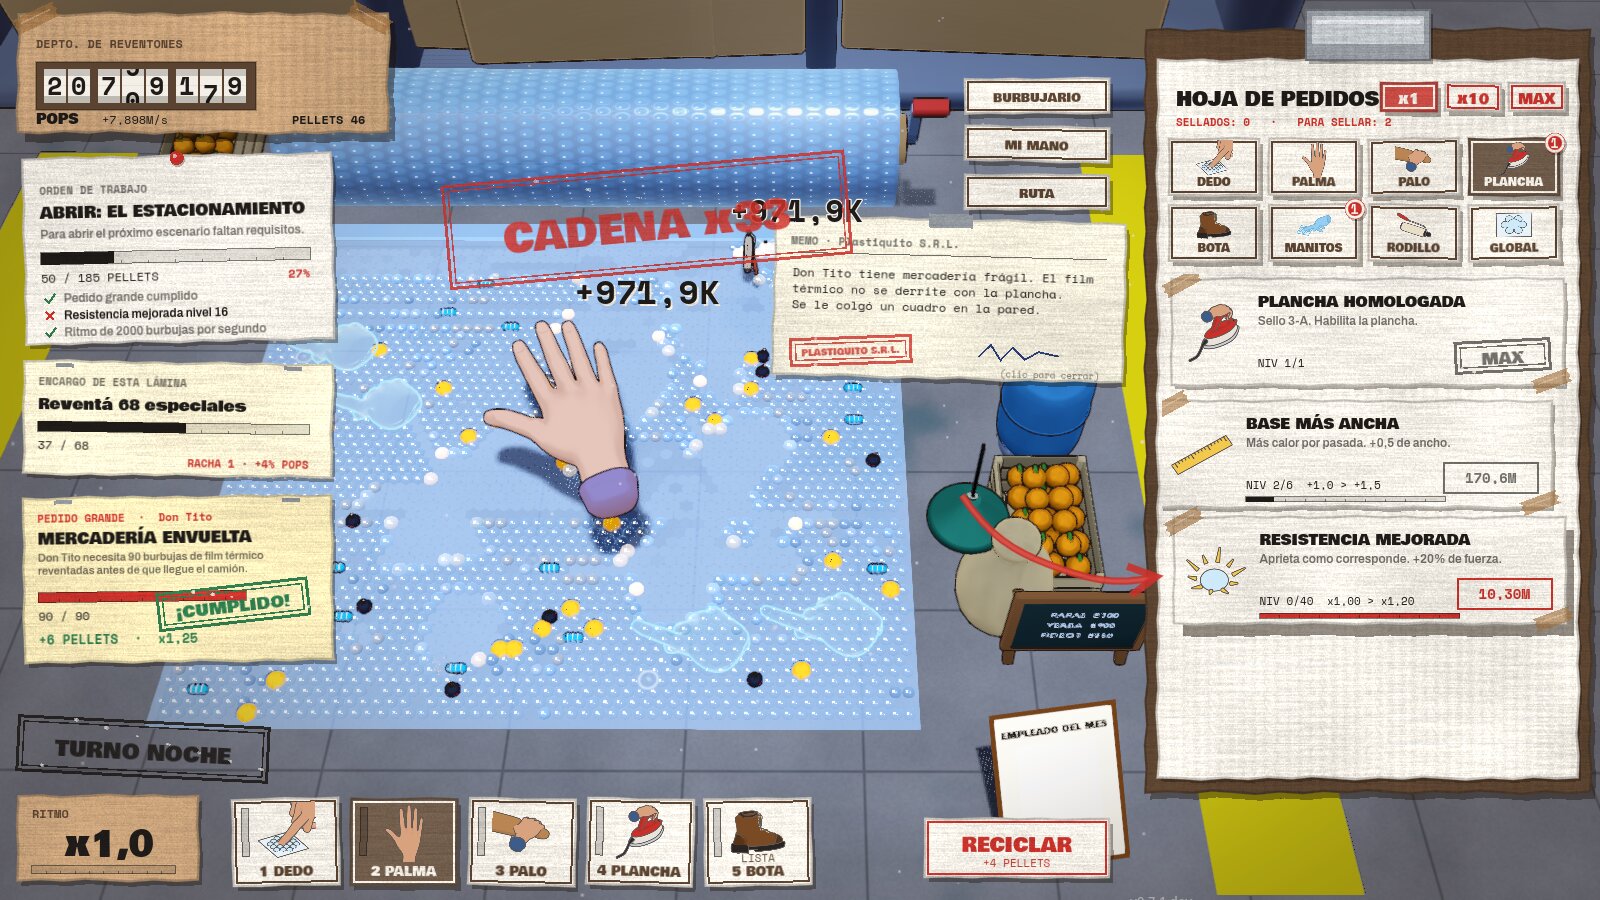 DEPTO. DE REVENTONES
POPS +7.898M/s PELLETS 46
ORDEN DE TRABAJO
ABRIR: EL ESTACIONAMIENTO
Para abrir el próximo escenario faltan requisitos.
50 / 185 PELLETS 27%
Pedido grande cumplido
Resistencia mejorada nivel 16
Ritmo de 2000 burbujas por segundo
ENCARGO DE ESTA LÁMINA
Reventá 68 especiales
37 / 68
RACHA 1 · +4% POPS
PEDIDO GRANDE · Don Tito
MERCADERÍA ENVUELTA
Don Tito necesita 90 burbujas de film térmico
reventadas antes de que llegue el camión.
¡CUMPLIDO!
90 / 90
+6 PELLETS · x1,25
TURNO NOCHE
RITMO
x1,0
1 DEDO
2 PALMA
3 PALO
4 PLANCHA
LISTA
5 BOTA
CADENA x93
+971,9K
+971,9K
BURBUJARIO
MI MANO
RUTA
MEMO · Plastiquito S.R.L.
Don Tito tiene mercadería frágil. El film
térmico no se derrite con la plancha.
Se le colgó un cuadro en la pared.
PLASTIQUITO S.R.L.
(clic para cerrar)
EMPLEADO DEL MES
RECICLAR
+4 PELLETS
HOJA DE PEDIDOS x1 x10 MAX
SELLADOS: 0 · PARA SELLAR: 2
DEDO
PALMA
PALO
PLANCHA
1
BOTA
MANITOS
1
RODILLO
GLOBAL
PLANCHA HOMOLOGADA
Sello 3-A. Habilita la plancha.
NIV 1/1
MAX
BASE MÁS ANCHA
Más calor por pasada. +0,5 de ancho.
NIV 2/6 +1,0 > +1,5
170,6M
RESISTENCIA MEJORADA
Aprieta como corresponde. +20% de fuerza.
NIV 0/40 x1,00 > x1,20
10,30M